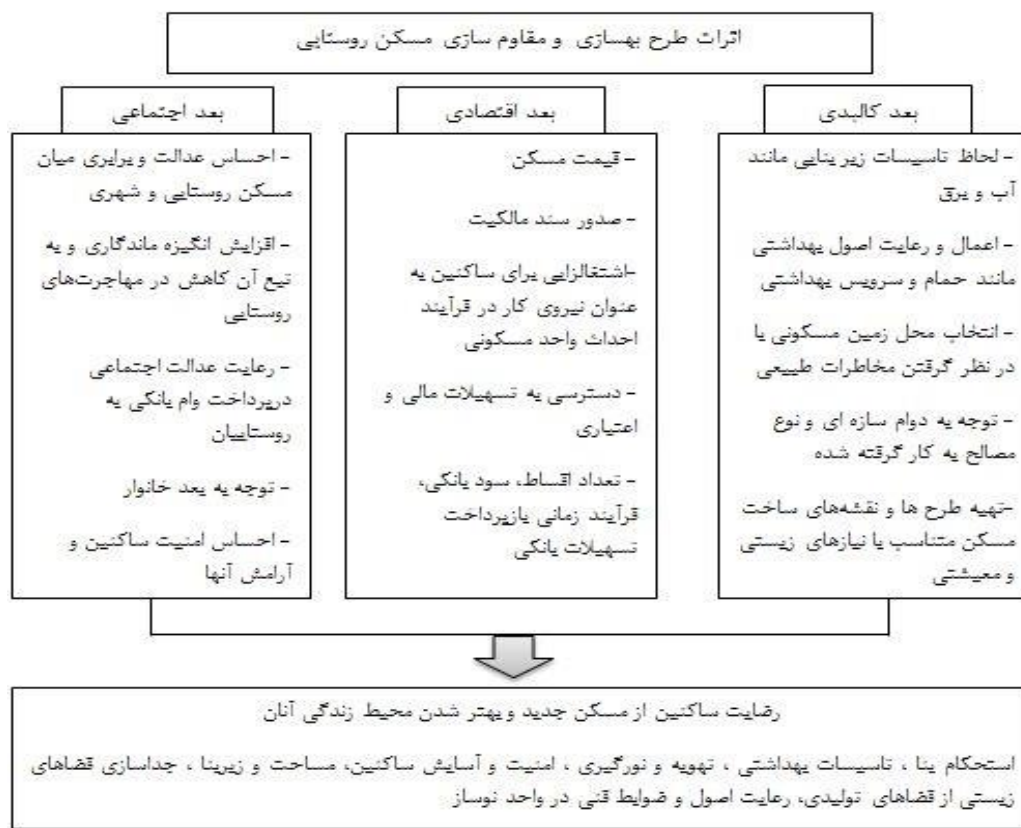 اثرات طرح بهسازی و مقاوم سازی مسکن روستایی
بعد کالبدی
- لحاظ تاسیسات زیر بنایی مانند
آب و برق
- اعمال و رعایت اصول بهداشتی
مانند حمام و سرویس بهداشتی
- انتخاب محل زمین مسکونی با
در نظر گرفتن مخاطرات طبیعی
- توجه به دوام سازه ای و نوع
مصالح به کار گرفته شده
-تهیه طرح ها و نقشه‌های ساخت
مسکن متناسب با نیازهای زیستی
و معیشتی
بعد اقتصادی
- قیمت مسکن
- صدور سند مالکیت
-اشتغالزایی برای ساکنین به
عنوان نیروی کار در فرآیند
احداث واحد مسکونی
- دسترسی به تسهیلات مالی و
اعتباری
- تعداد اقساط، سود بانکی،
فرآیند زمانی بازپرداخت
تسهیلات بانکی
بعد اجتماعی
- احساس عدالت و برابری میان
مسکن روستایی و شهری
- افزایش انگیزه ماندگاری و به
تبع آن کاهش در مهاجرت‌های
روستایی
- رعایت عدالت اجتماعی
درپرداخت وام بانکی به
روستاییان
- توجه به بعد خانوار
- احساس امنیت ساکنین و
آرامش آنها
رضایت ساکنین از مسکن جدید و بهتر شدن محیط زندگی آنان
استحکام بنا ، تاسیسات بهداشتی ، تهویه و نورگیری ، امنیت و آسایش ساکنین، مساحت و زیربنا ، جداسازی فضاهای
زیستی از فضاهای تولیدی، رعایت اصول و ضوابط فنی در واحد نوساز